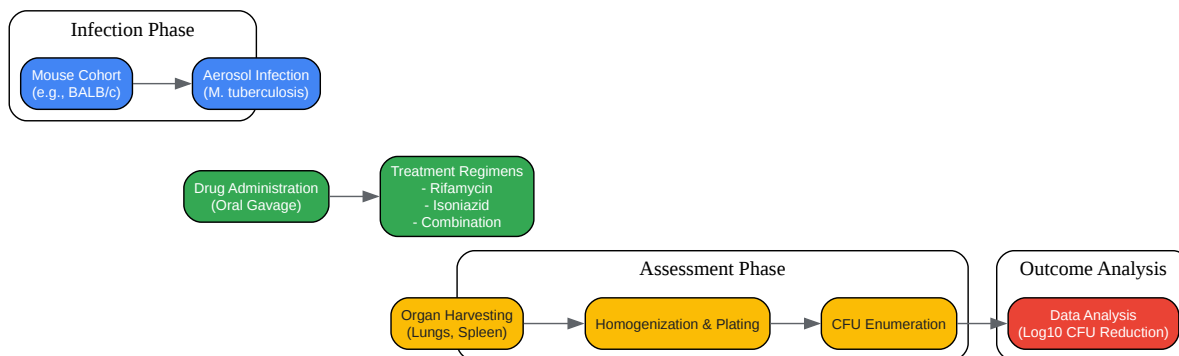 Infection Phase
Mouse Cohort
(e.g., BALB/c)
Aerosol Infection
(M. tuberculosis)
Drug Administration
(Oral Gavage)
Treatment Regimens
- Rifamycin
- Isoniazid
- Combination
Assessment Phase
Organ Harvesting
(Lungs, Spleen)
Homogenization & Plating
CFU Enumeration
Outcome Analysis
Data Analysis
(Log10 CFU Reduction)